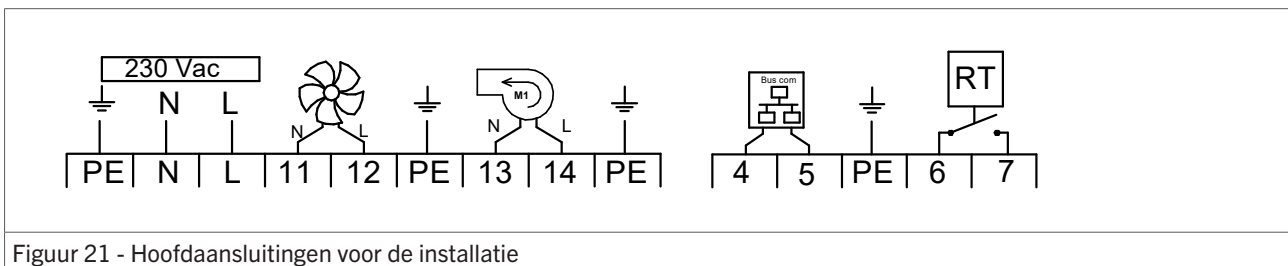 230 Vac
N L
RT
Bus com
M1
N L N L
PE N L 11 12 PE 13 14 PE 4 5 PE 6 7
Figuur 21 - Hoofdaansluitingen voor de installatie